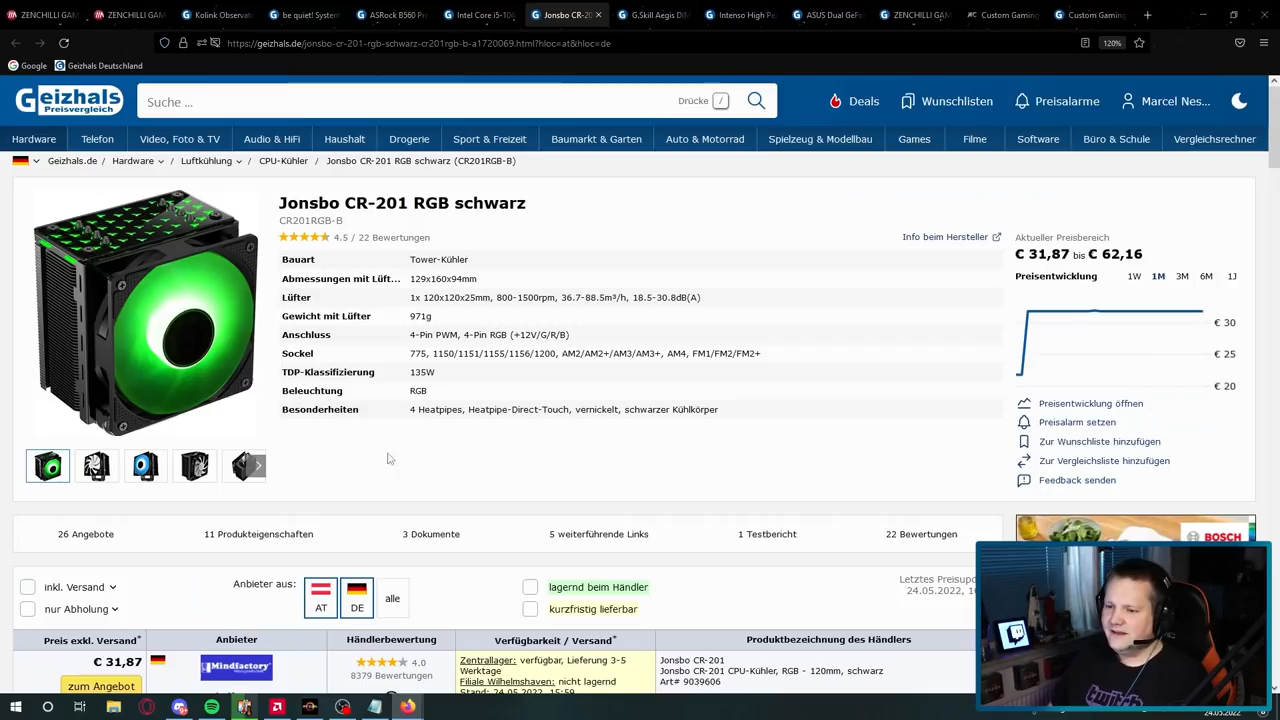 ZENCHILLI GAM
ZENCHILLI GAM
Kolink Observato
be quiet! System
ASRock B560 Pro
Intel Core i5-104
Jonsbo CR-20
G.Skill Aegis DIM
Intenso High Pe
ASUS Dual GeFo
ZENCHILLI GAM
Custom Gaming
Custom Gaming
https://geizhals.de/jonsbo-cr-201-rgb-schwarz-cr201rgb-b-a1720069.html?hloc=at&hloc=de
120%
Google
Geizhals Deutschland
Geizhals
Preisvergleich
Suche ...
Drücke /
Deals
Wunschlisten
Preisalarme
Marcel Nes...
Hardware
Telefon
Video, Foto & TV
Audio & HiFi
Haushalt
Drogerie
Sport & Freizeit
Baumarkt & Garten
Auto & Motorrad
Spielzeug & Modellbau
Games
Filme
Software
Büro & Schule
Vergleichsrechner
Geizhals.de / Hardware / Luftkühlung / CPU-Kühler / Jonsbo CR-201 RGB schwarz (CR201RGB-B)
Jonsbo CR-201 RGB schwarz
CR201RGB-B
4.5 / 22 Bewertungen
Info beim Hersteller
Bauart Tower-Kühler
Abmessungen mit Lüft... 129x160x94mm
Lüfter 1x 120x120x25mm, 800-1500rpm, 36.7-88.5m³/h, 18.5-30.8dB(A)
Gewicht mit Lüfter 971g
Anschluss 4-Pin PWM, 4-Pin RGB (+12V/G/R/B)
Sockel 775, 1150/1151/1155/1156/1200, AM2/AM2+/AM3/AM3+, AM4, FM1/FM2/FM2+
TDP-Klassifizierung 135W
Beleuchtung RGB
Besonderheiten 4 Heatpipes, Heatpipe-Direct-Touch, vernickelt, schwarzer Kühlkörper
Aktueller Preisbereich
€ 31,87 bis € 62,16
Preisentwicklung 1W 1M 3M 6M 1J
€ 30
€ 25
€ 20
Preisentwicklung öffnen
Preisalarm setzen
Zur Wunschliste hinzufügen
Zur Vergleichsliste hinzufügen
Feedback senden
26 Angebote
11 Produkteigenschaften
3 Dokumente
5 weiterführende Links
1 Testbericht
22 Bewertungen
BOSCH
inkl. Versand
nur Abholung
Anbieter aus:
AT
DE
alle
lagernd beim Händler
kurzfristig lieferbar
Letztes Preisup
24.05.2022, 1
Preis exkl. Versand*
Anbieter
Händlerbewertung
Verfügbarkeit / Versand*
Produktbezeichnung des Händlers
€ 31,87
zum Angebot
Mindfactory
4.0
8379 Bewertungen
Zentrallager: verfügbar, Lieferung 3-5
Werktage
Filiale Wilhelmshaven: nicht lagernd
Stand: 24.05.2022, 15:59
Jonsbo CR-201
Jonsbo CR-201 CPU-Kühler, RGB - 120mm, schwarz
Art# 9039606
24.05.2022